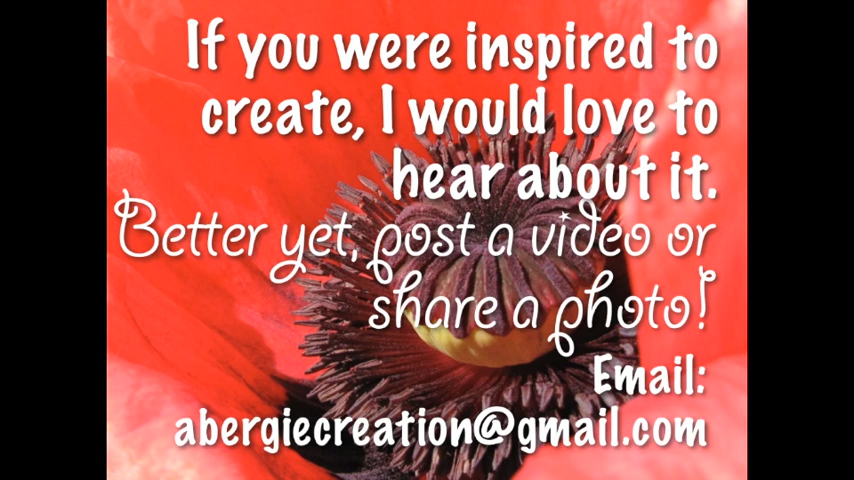 If you were inspired to
create, I would love to
hear about it.
Better yet, post a video or
share a photo!
Email:
abergiecreation@gmail.com